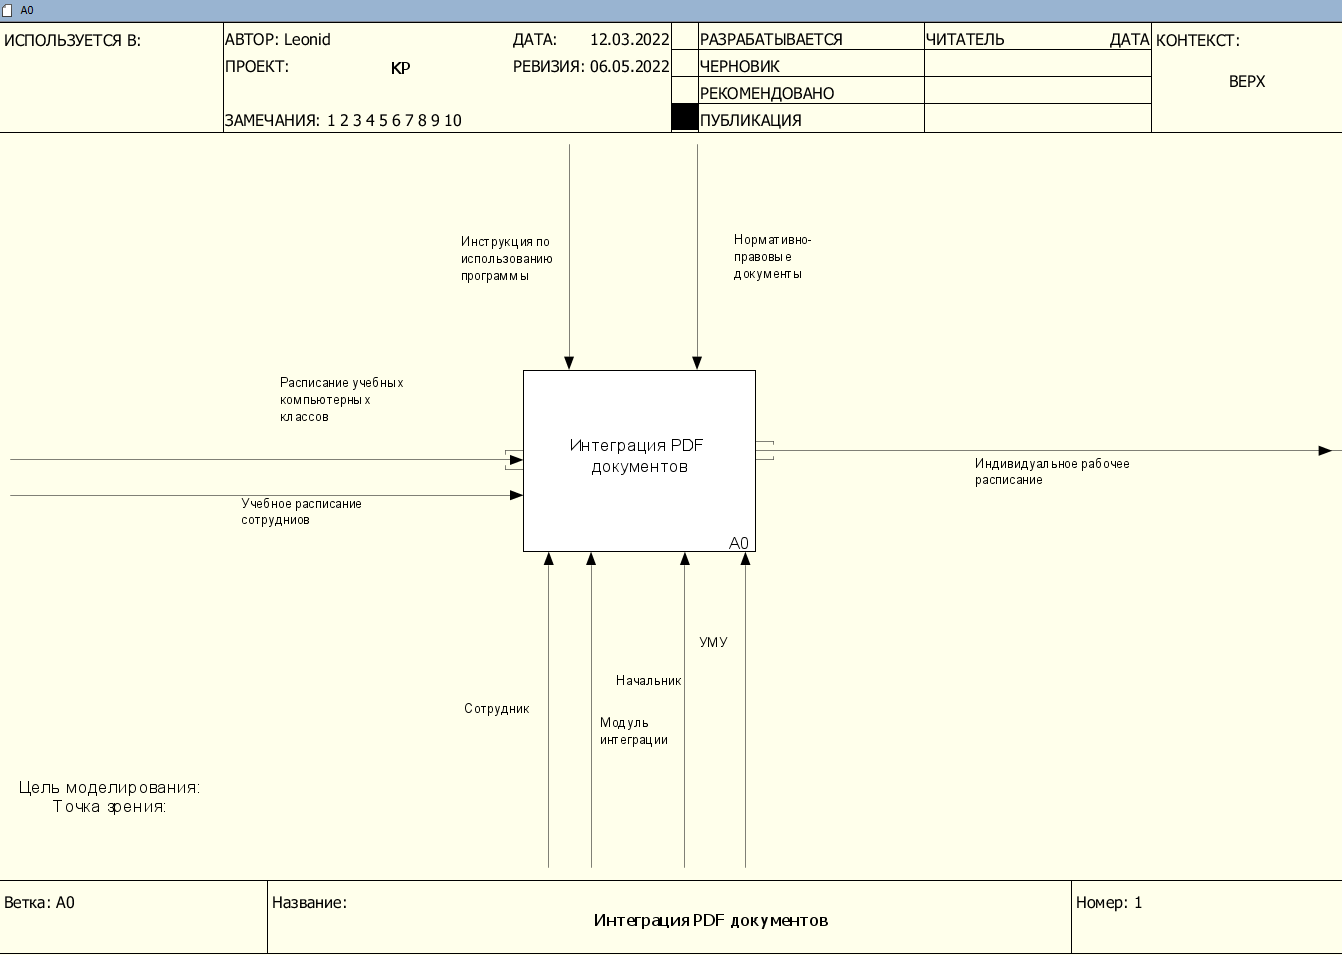 A0
ИСПОЛЬЗУЕТСЯ В:
АВТОР: Leonid
ДАТА: 12.03.2022
ПРОЕКТ: KP
РЕВИЗИЯ: 06.05.2022
ЗАМЕЧАНИЯ: 1 2 3 4 5 6 7 8 9 10
РАЗРАБАТЫВАЕТСЯ
ЧЕРНОВИК
РЕКОМЕНДОВАНО
ПУБЛИКАЦИЯ
ЧИТАТЕЛЬ ДАТА
КОНТЕКСТ:
ВЕРХ
Инструкция по
использованию
программы
Нормативно-
правовые
документы
Расписание учебных
компьютерных
классов
Учебное расписание
сотрудниов
Интеграция PDF
документов
A0
Индивидуальное рабочее
расписание
УМУ
Начальник
Сотрудник
Модуль
интеграции
Цель моделирования:
Точка зрения:
Ветка: A0
Название:
Интеграция PDF документов
Номер: 1